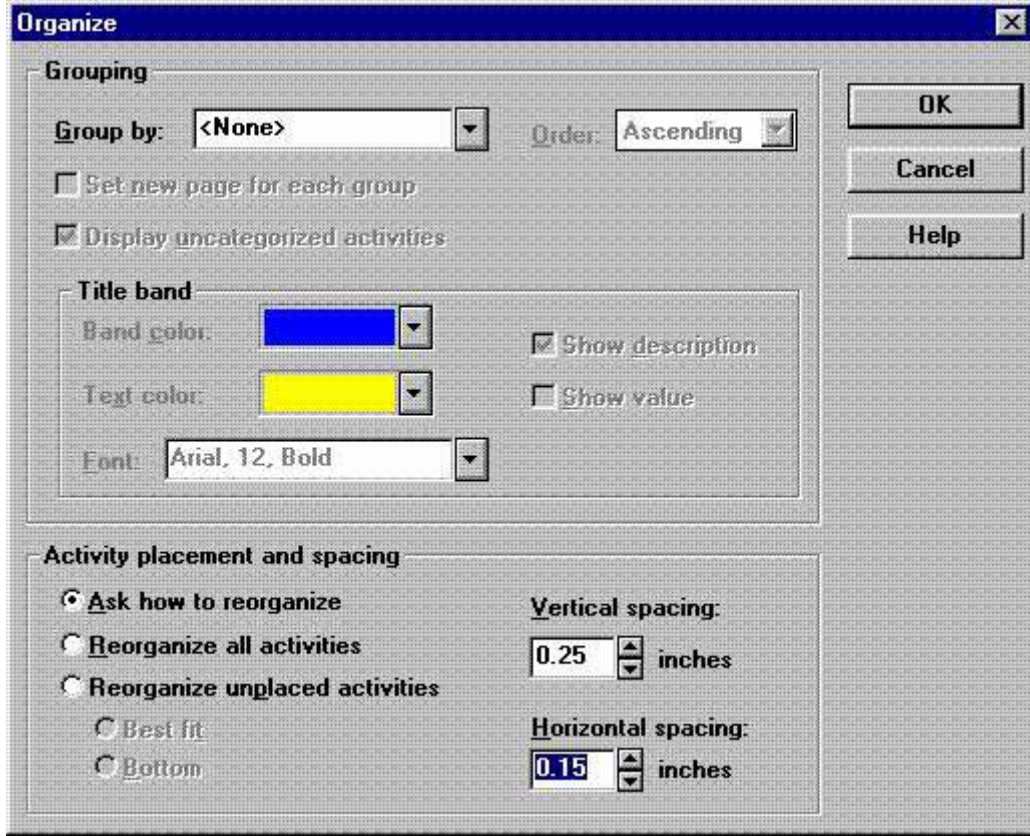 Organize
Grouping
Group by: <None> Order: Ascending
Set new page for each group
Display uncategorized activities
Title band
Band color:
Show description
Text color:
Show value
Font: Arial, 12, Bold
OK
Cancel
Help
Activity placement and spacing
Ask how to reorganize
Reorganize all activities
Reorganize unplaced activities
Best fit
Bottom
Vertical spacing:
0.25 inches
Horizontal spacing:
0.15 inches